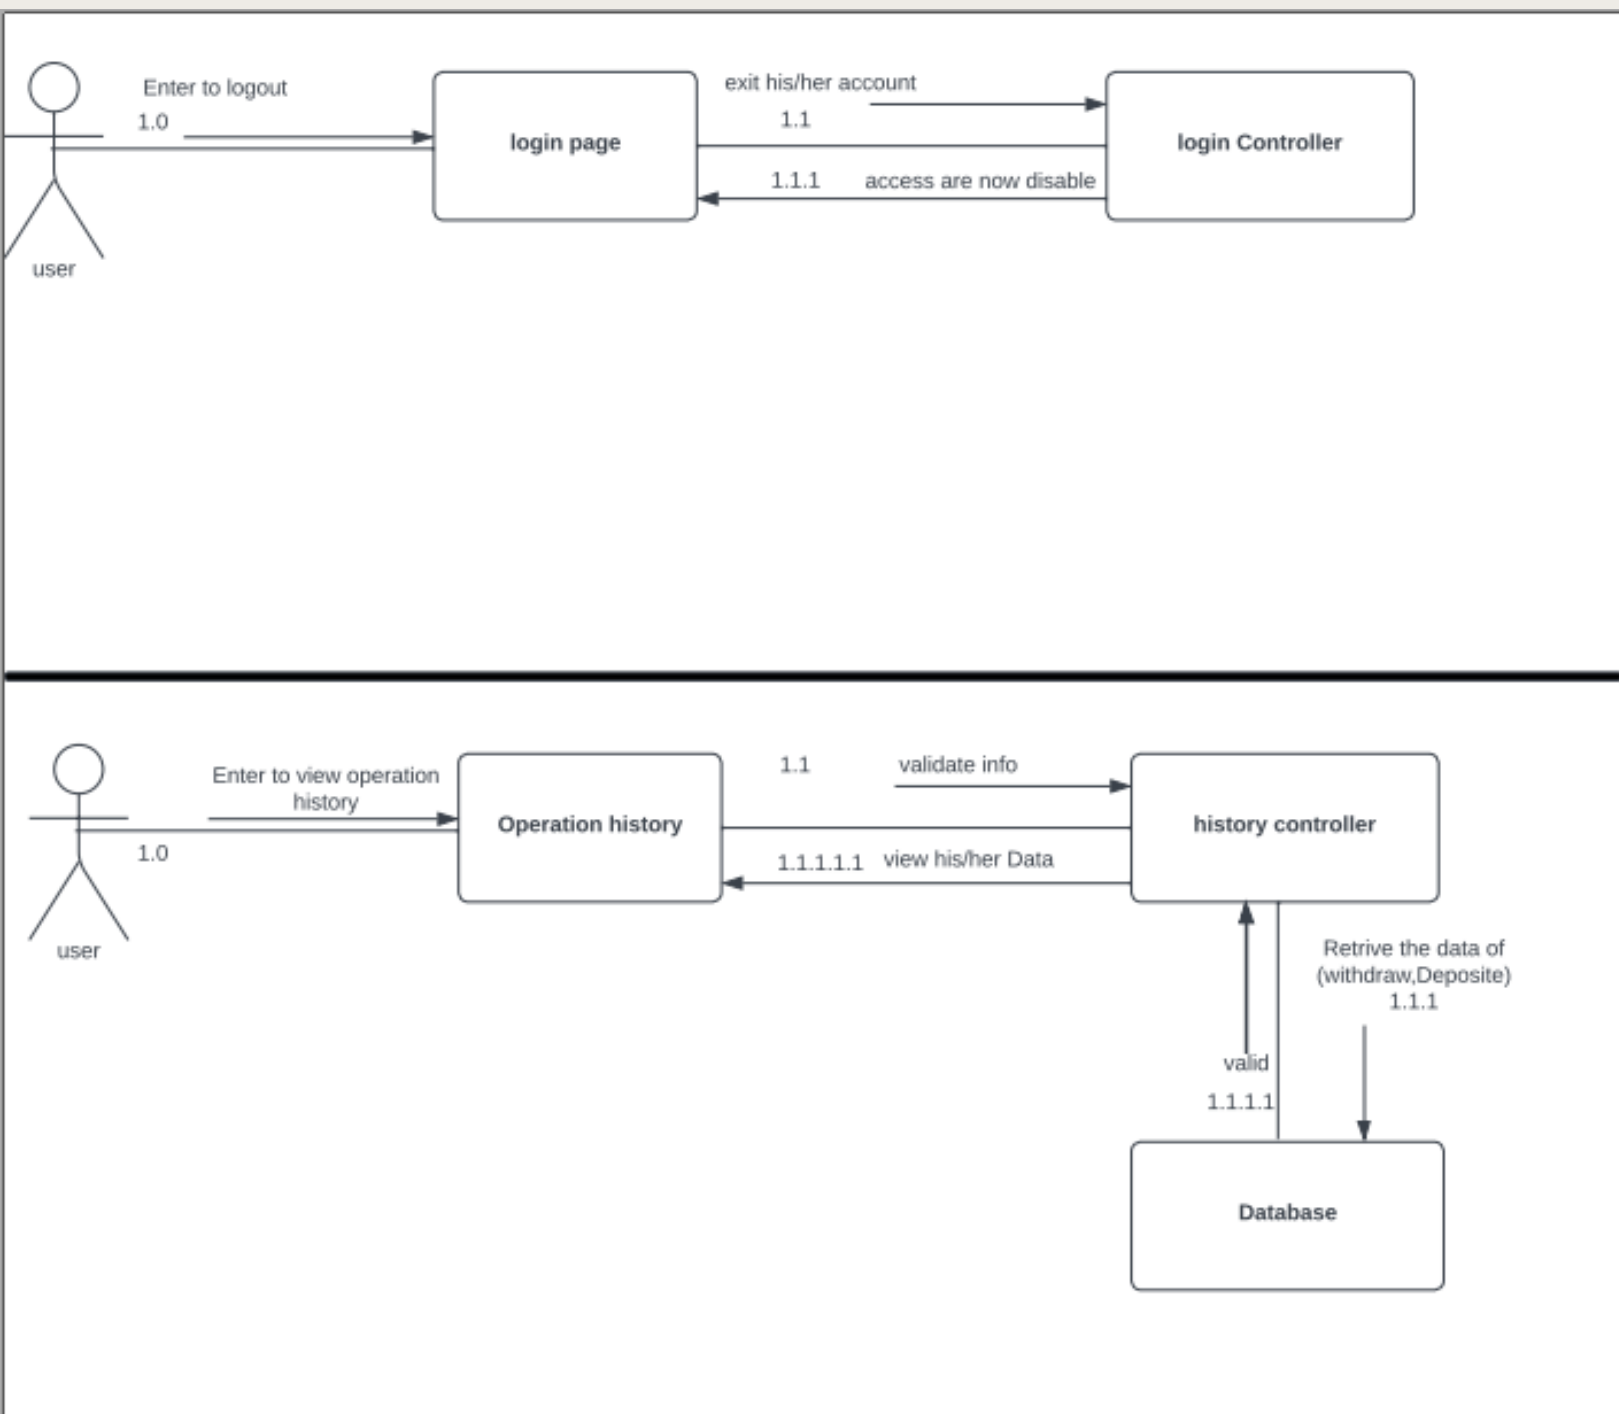 Enter to logout
1.0
login page
exit his/her account
1.1
1.1.1 access are now disable
login Controller
user
Enter to view operation
history
1.0
Operation history
1.1 validate info
1.1.1.1.1 view his/her Data
history controller
user
Retrive the data of
(withdraw,Deposite)
1.1.1
valid
1.1.1.1
Database